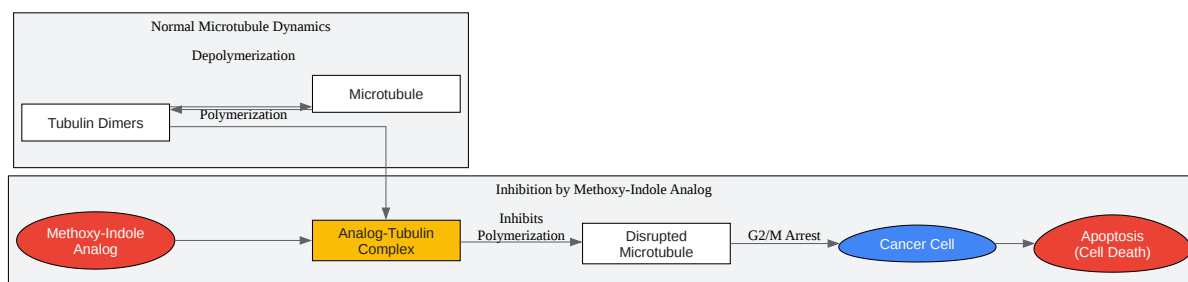 Normal Microtubule Dynamics
Depolymerization
Microtubule
Polymerization
Tubulin Dimers
Inhibition by Methoxy-Indole Analog
Methoxy-Indole
Analog
Analog-Tubulin
Complex
Inhibits
Polymerization
Disrupted
Microtubule
G2/M Arrest
Cancer Cell
Apoptosis
(Cell Death)